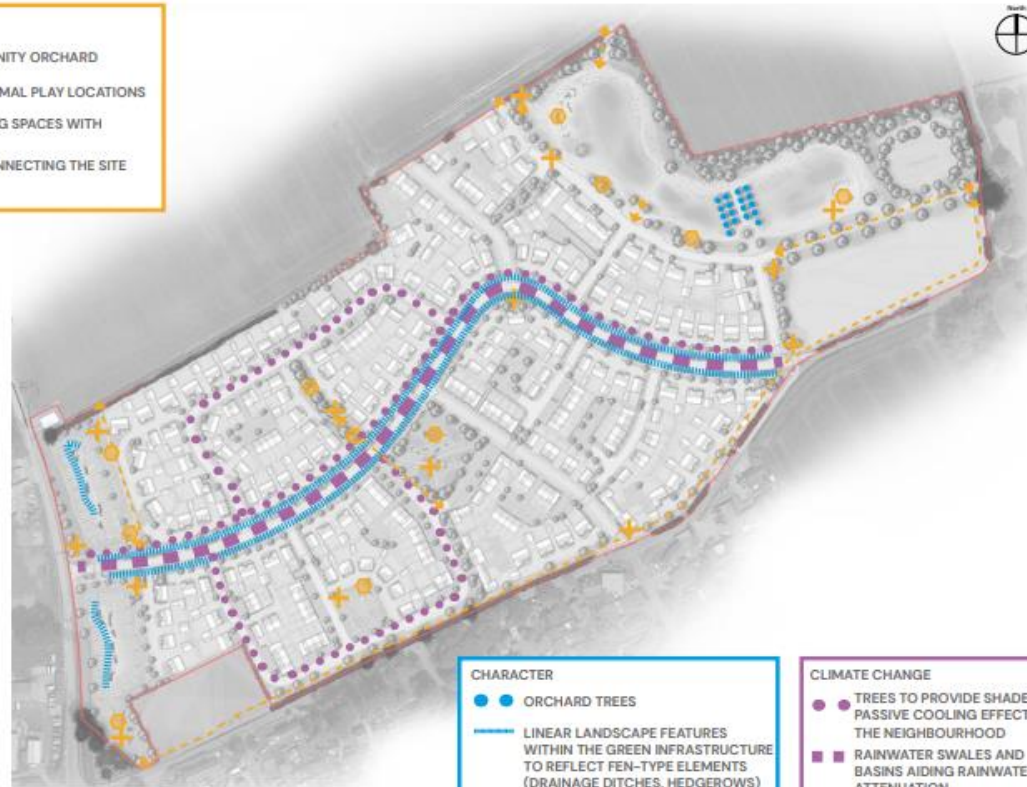 North
NITY ORCHARD
MAL PLAY LOCATIONS
G SPACES WITH
NNECTING THE SITE
CHARACTER
ORCHARD TREES
LINEAR LANDSCAPE FEATURES
WITHIN THE GREEN INFRASTRUCTURE
TO REFLECT FEN-TYPE ELEMENTS
(DRAINAGE DITCHES, HEDGEROWS)
CLIMATE CHANGE
TREES TO PROVIDE SHADE
PASSIVE COOLING EFFECT
THE NEIGHBOURHOOD
RAINWATER SWALES AND
BASINS AIDING RAINWATE
ATTENUATION